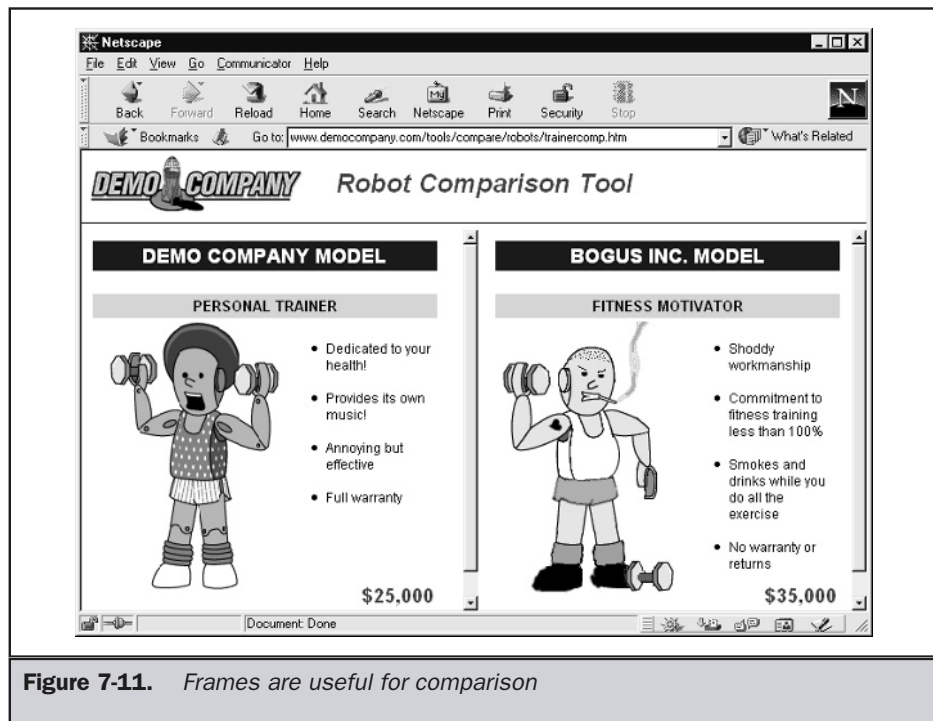 Netscape
File Edit View Go Communicator Help
Back Forward Reload Home Search Netscape Print Security Stop
My
N
Bookmarks Go to: www.democompany.com/tools/compare/robots/trainercomp.htm What's Related
DEMO COMPANY Robot Comparison Tool
DEMO COMPANY MODEL
PERSONAL TRAINER
• Dedicated to your
health!
• Provides its own
music!
• Annoying but
effective
• Full warranty
$25,000
BOGUS INC. MODEL
FITNESS MOTIVATOR
• Shoddy
workmanship
• Commitment to
fitness training
less than 100%
• Smokes and
drinks while you
do all the
exercise
• No warranty or
returns
$35,000
Document: Done
Figure 7-11. Frames are useful for comparison